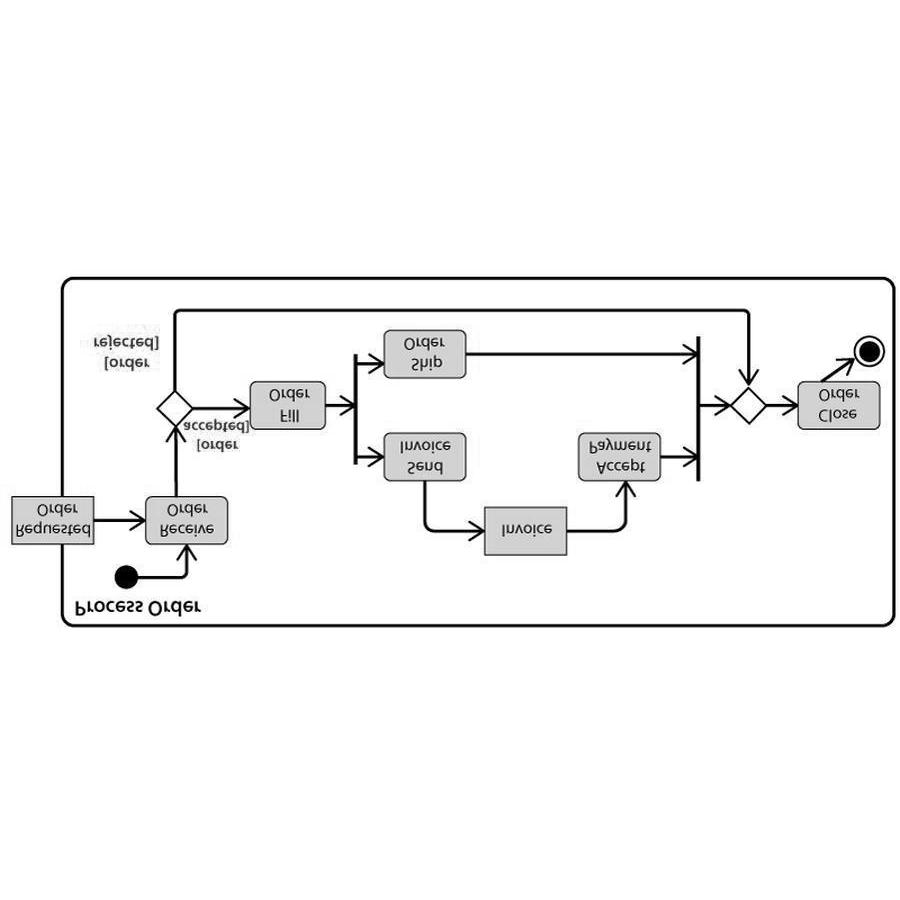 Process Order
Requested
Order
Receive
Order
[order
accepted]
[order
rejected]
Fill
Order
Send
Invoice
Invoice
Accept
Payment
Ship
Order
Close
Order